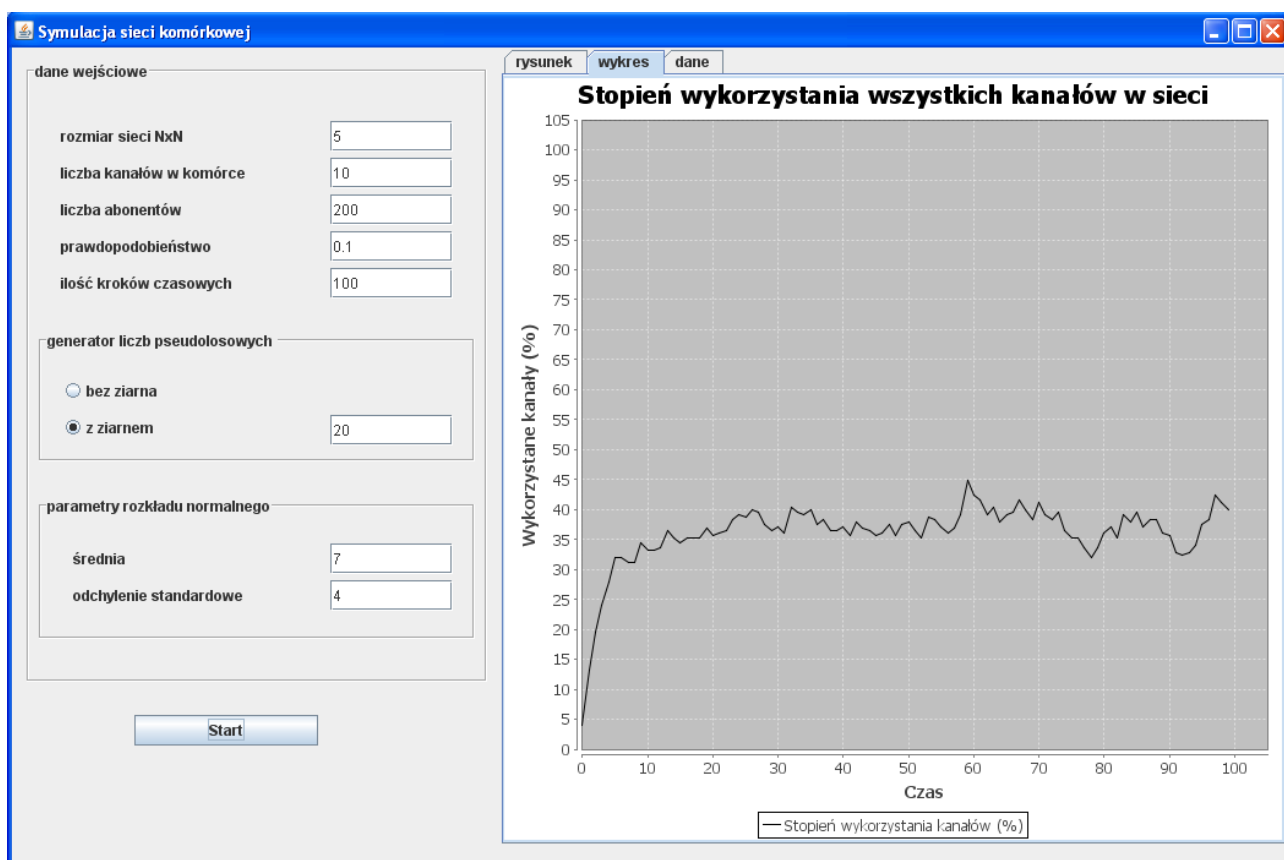 Symulacja sieci komórkowej
dane wejściowe
rozmiar sieci NxN 5
liczba kanałów w komórce 10
liczba abonentów 200
prawdopodobieństwo 0.1
ilość kroków czasowych 100
generator liczb pseudolosowych
bez ziarna
z ziarnem 20
parametry rozkładu normalnego
średnia 7
odchylenie standardowe 4
Start
rysunek wykres dane
Stopień wykorzystania wszystkich kanałów w sieci
Wykorzystane kanały (%)
105
100
95
90
85
80
75
70
65
60
55
50
45
40
35
30
25
20
15
10
5
0
0 10 20 30 40 50 60 70 80 90 100
Czas
Stopień wykorzystania kanałów (%)